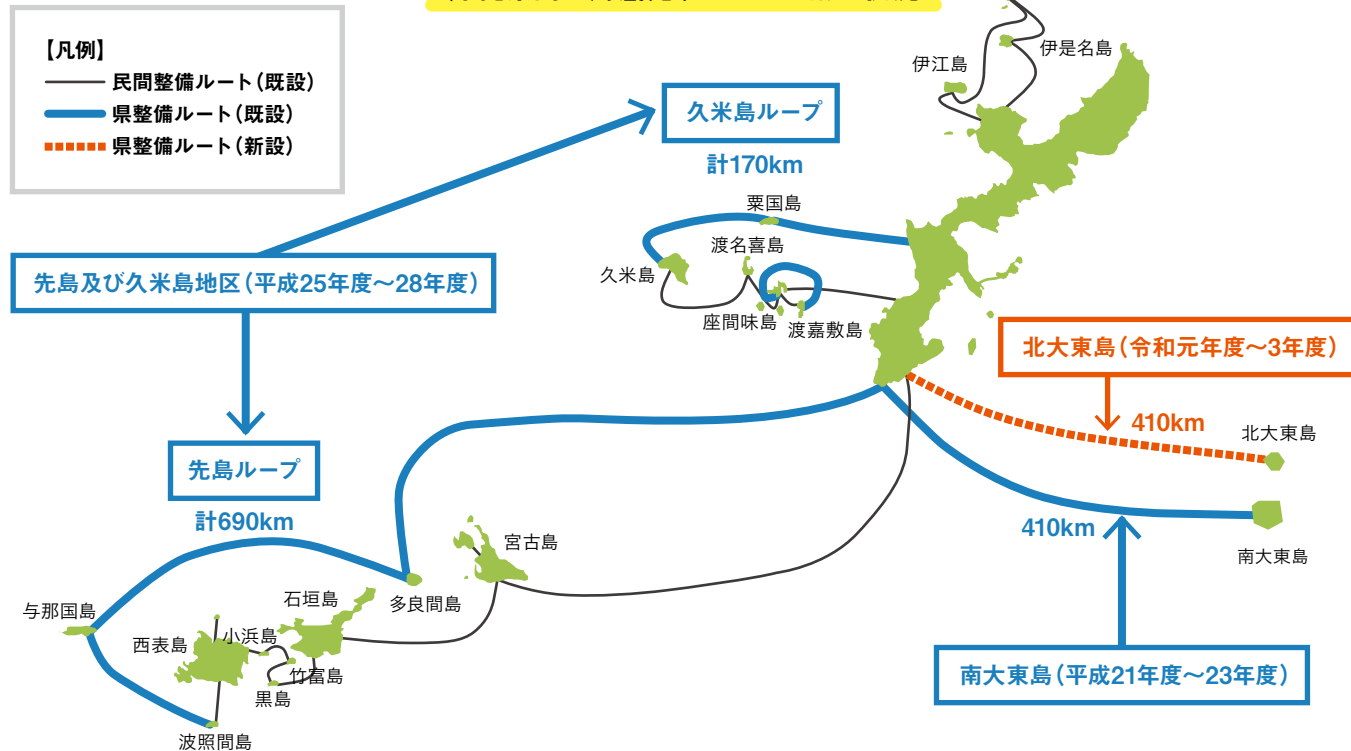 【凡例】
民間整備ルート(既設)
県整備ルート(既設)
県整備ルート(新設)
伊是名島
伊江島
久米島ループ
計170km
粟国島
渡名喜島
久米島
座間味島
渡嘉敷島
先島及び久米島地区(平成25年度～28年度)
北大東島(令和元年度～3年度)
410km
北大東島
先島ループ
計690km
410km
南大東島
宮古島
多良間島
石垣島
与那国島
西表島
小浜島
竹富島
黒島
波照間島
南大東島(平成21年度～23年度)